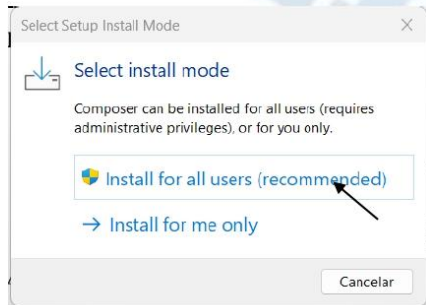 Select Setup Install Mode
Select install mode
Composer can be installed for all users (requires
administrative privileges), or for you only.
Install for all users (recommended)
Install for me only
Cancelar